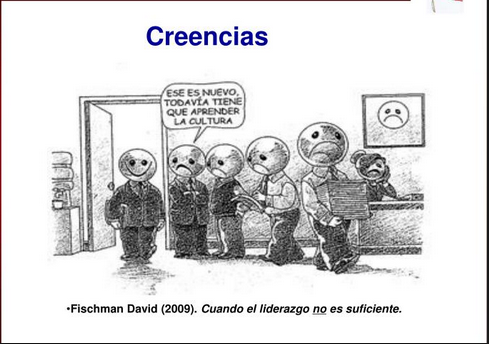 Creencias
ESE ES NUEVO,
TODAVÍA TIENE
QUE APRENDER
LA CULTURA
•Fischman David (2009). Cuando el liderazgo no es suficiente.